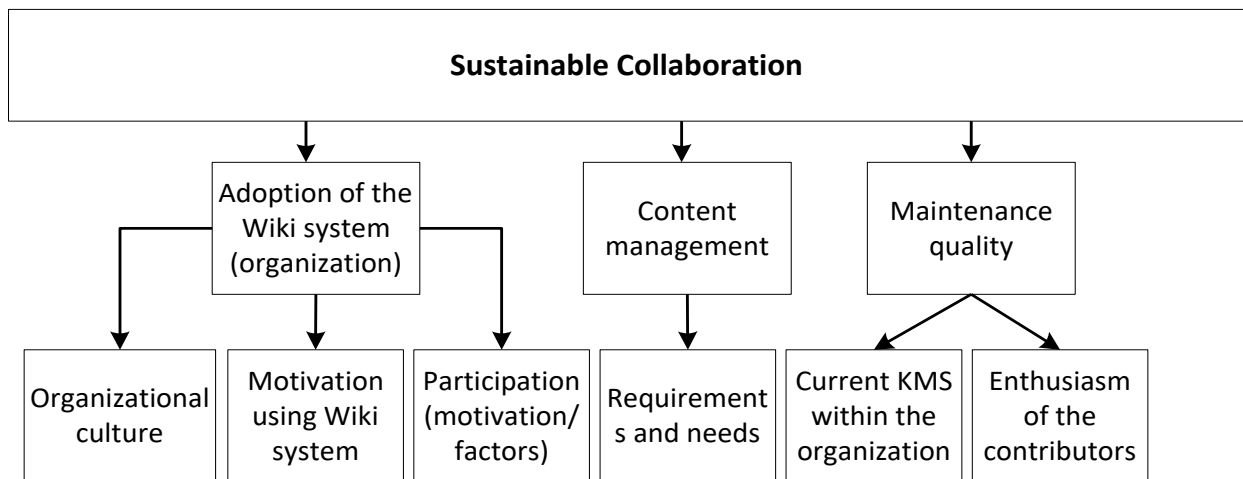 Sustainable Collaboration
Adoption of the
Wiki system
(organization)
Content
management
Maintenance
quality
Organizational
culture
Motivation
using Wiki
system
Participation
(motivation/
factors)
Requirement
s and needs
Current KMS
within the
organization
Enthusiasm
of the
contributors